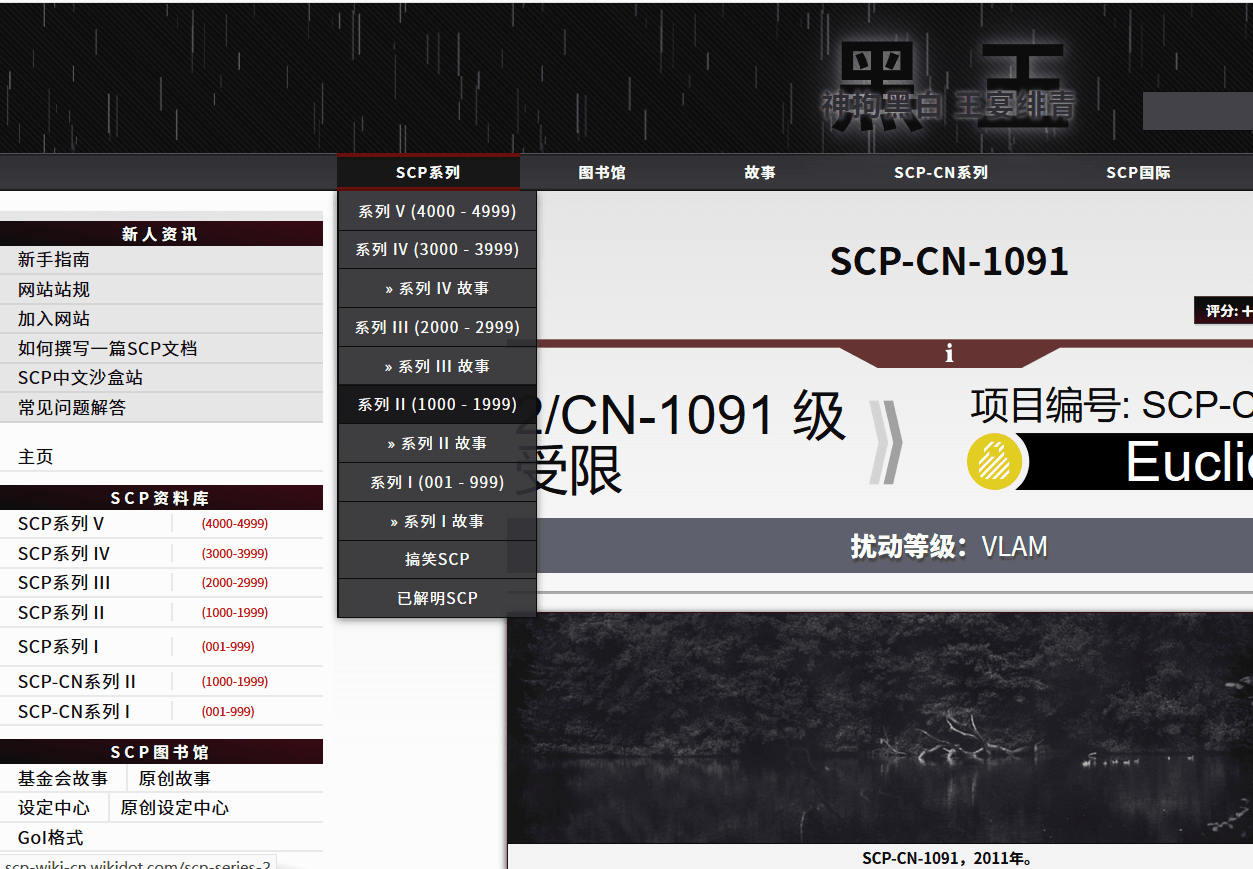 黑王
神拘黑白 王宴绯青
SCP系列
图书馆
故事
SCP-CN系列
SCP国际
系列 V (4000 - 4999)
系列 IV (3000 - 3999)
» 系列 IV 故事
系列 III (2000 - 2999)
» 系列 III 故事
系列 II (1000 - 1999)
» 系列 II 故事
系列 I (001 - 999)
» 系列 I 故事
搞笑SCP
已解明SCP
新人资讯
新手指南
网站站规
加入网站
如何撰写一篇SCP文档
SCP中文沙盒站
常见问题解答
主页
SCP资料库
SCP系列 V (4000-4999)
SCP系列 IV (3000-3999)
SCP系列 III (2000-2999)
SCP系列 II (1000-1999)
SCP系列 I (001-999)
SCP-CN系列 II (1000-1999)
SCP-CN系列 I (001-999)
SCP图书馆
基金会故事 原创故事
设定中心 原创设定中心
GoI格式
scp-wiki-cn.wikidot.com/scp-series-2
SCP-CN-1091
评分: +
i
2/CN-1091 级
受限
项目编号: SCP-C
Euclid
扰动等级：VLAM
SCP-CN-1091，2011年。